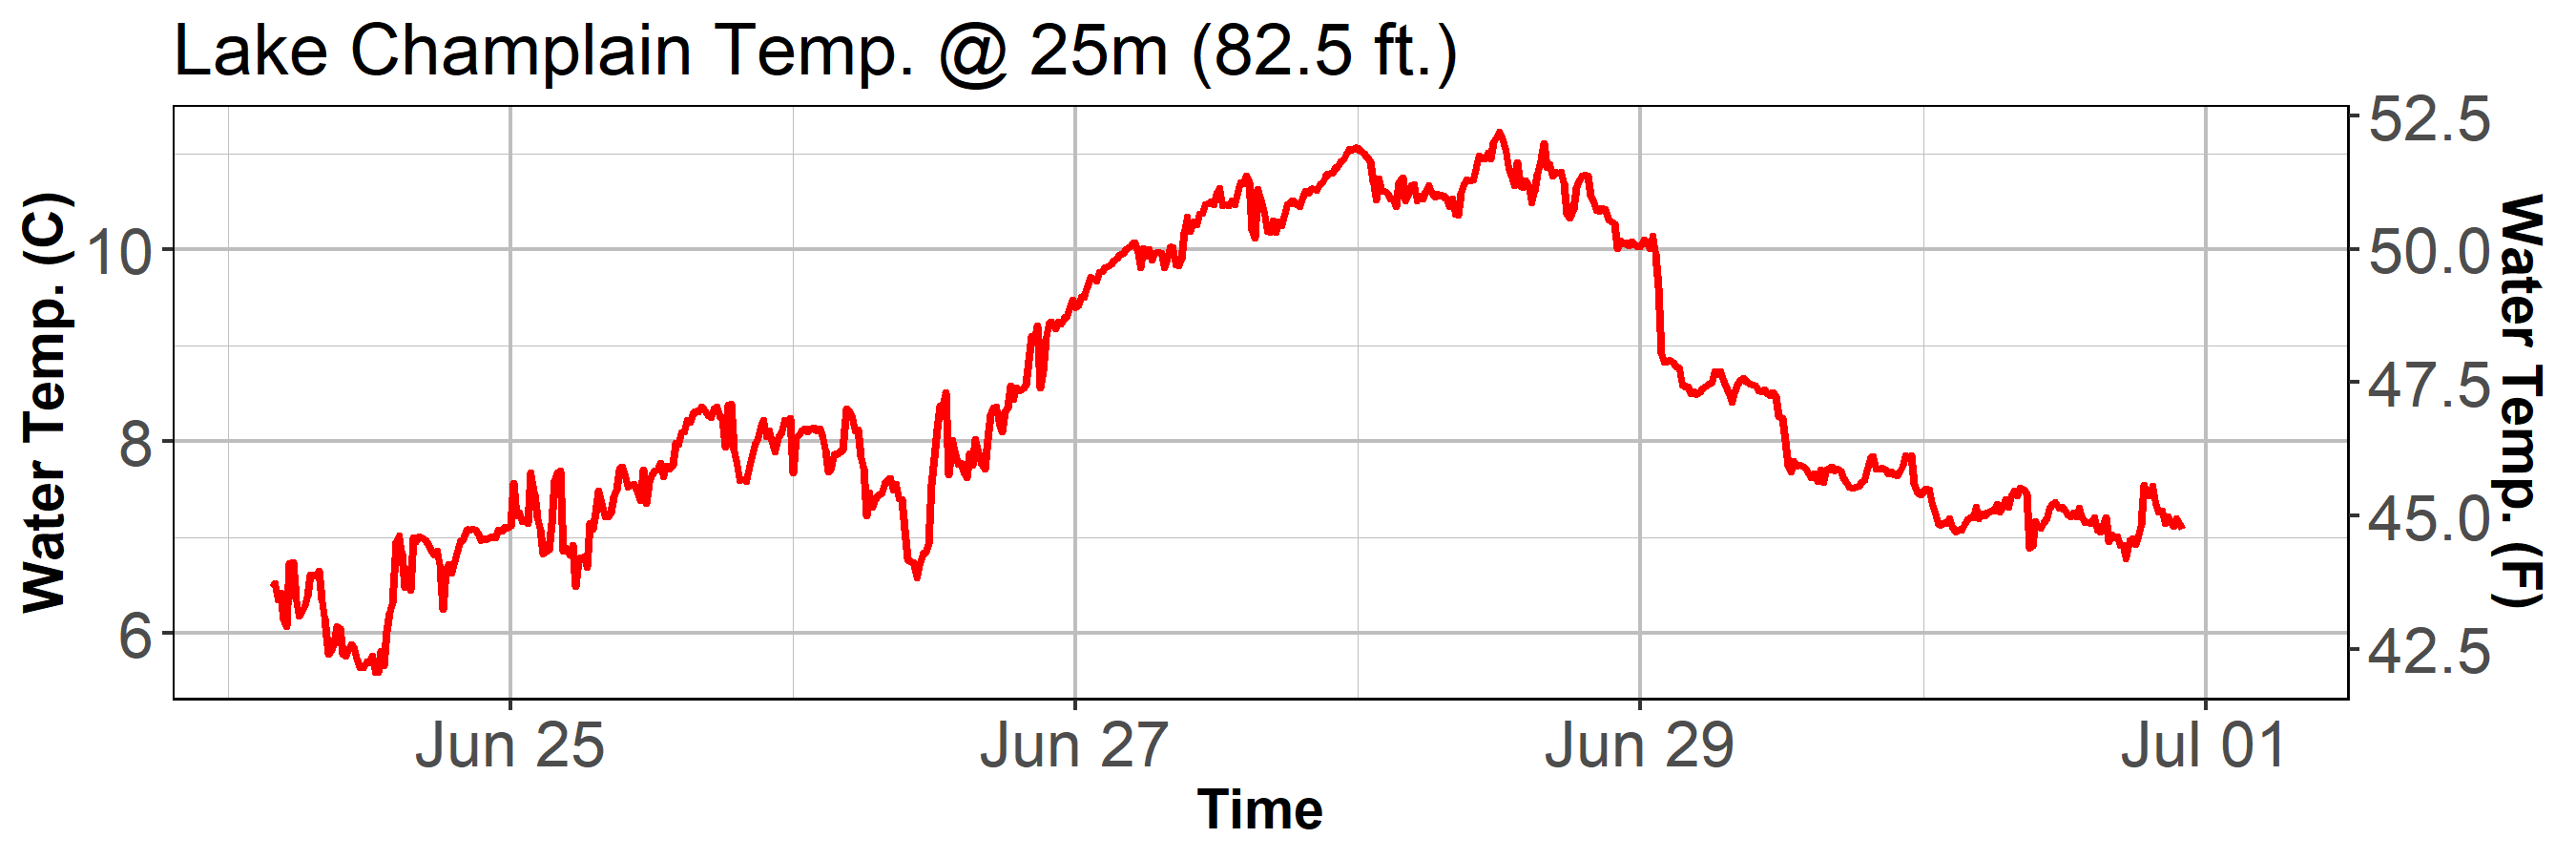 Lake Champlain Temp. @ 25m (82.5 ft.)
Water Temp. (C)
10
8
6
52.5
50.0
47.5
45.0
42.5
Water Temp. (F)
Jun 25
Jun 27
Jun 29
Jul 01
Time